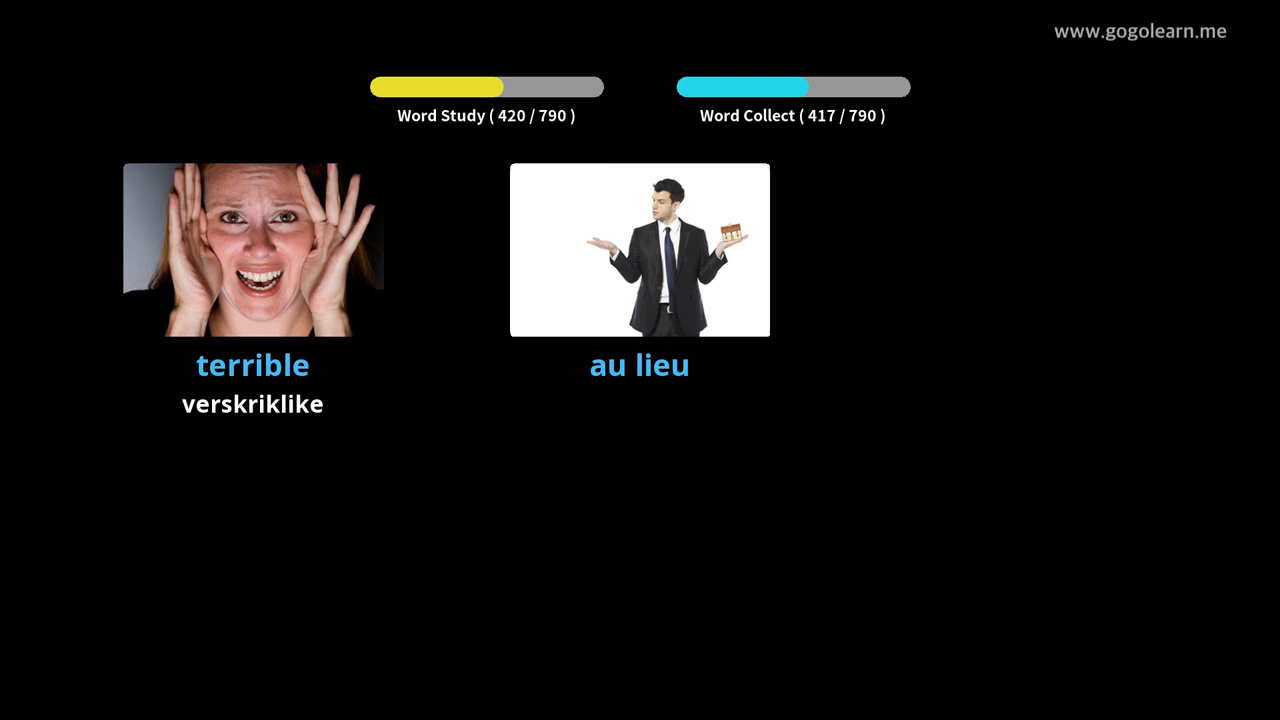 www.gogolearn.me
Word Study ( 420 / 790 )
Word Collect ( 417 / 790 )
terrible
verskriklike
au lieu